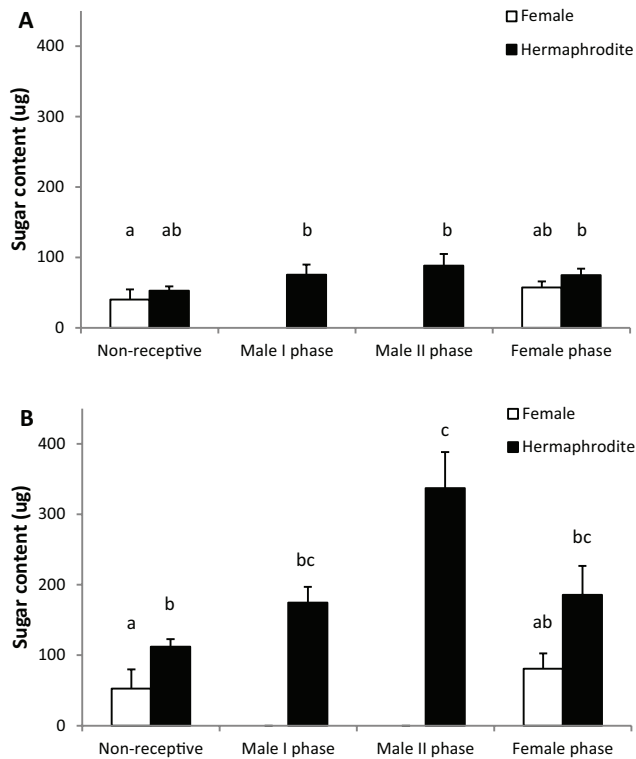 A
Female
Hermaphrodite
Sugar content (ug)
400
300
200
100
0
a ab b b ab b
Non-receptive Male I phase Male II phase Female phase
B
Female
Hermaphrodite
Sugar content (ug)
400
300
200
100
0
a b bc c ab bc
Non-receptive Male I phase Male II phase Female phase